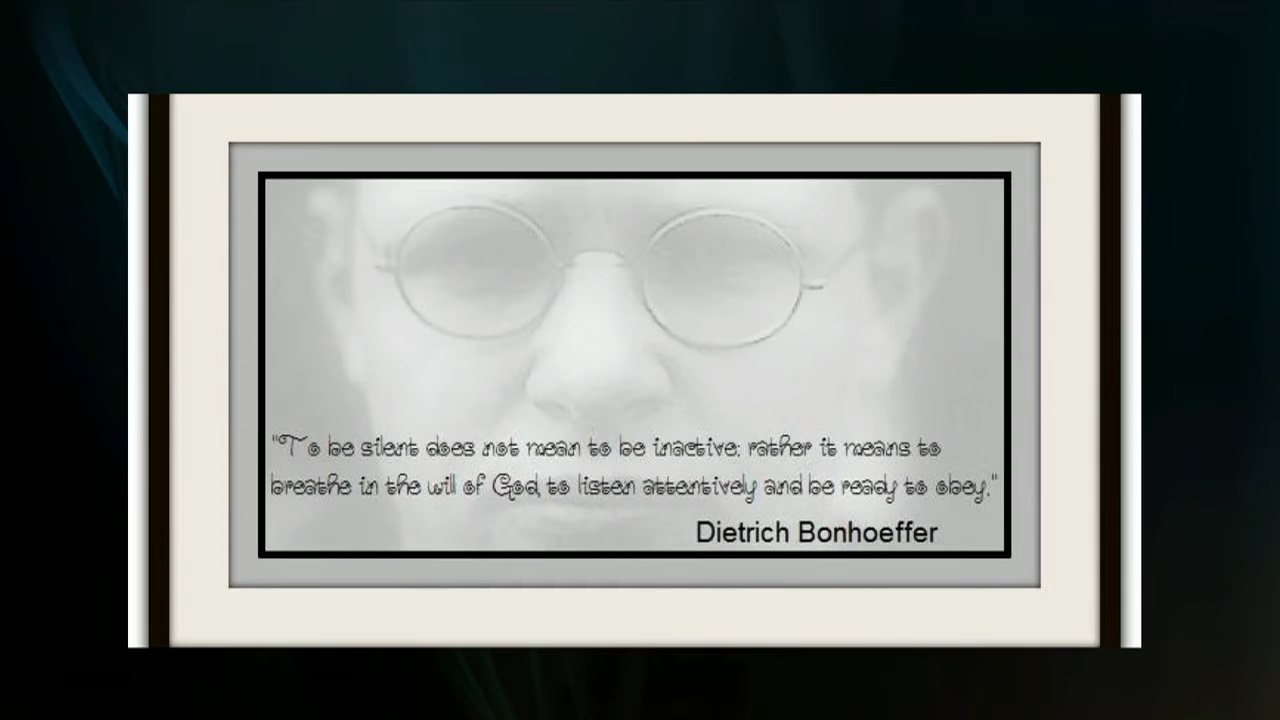 "To be silent does not mean to be inactive; rather it means to
breathe in the will of God, to listen attentively and be ready to obey."
Dietrich Bonhoeffer